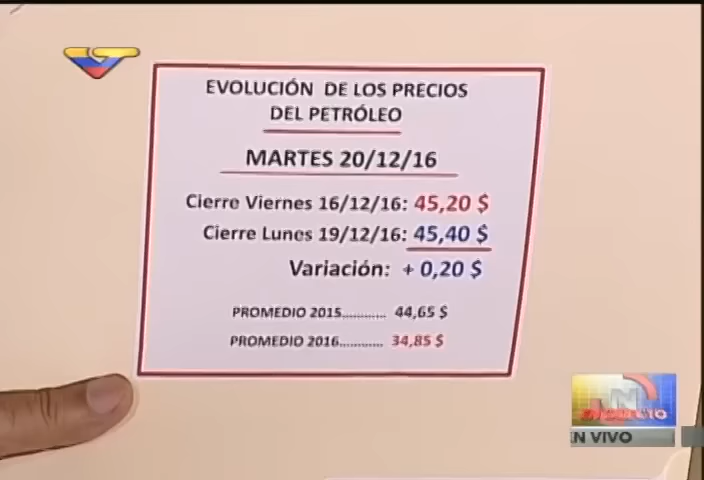 EVOLUCIÓN DE LOS PRECIOS
DEL PETRÓLEO
MARTES 20/12/16
Cierre Viernes 16/12/16: 45,20 $
Cierre Lunes 19/12/16: 45,40 $
Variación: + 0,20 $
PROMEDIO 2015............ 44,65 $
PROMEDIO 2016............ 34,85 $
EN VIVO